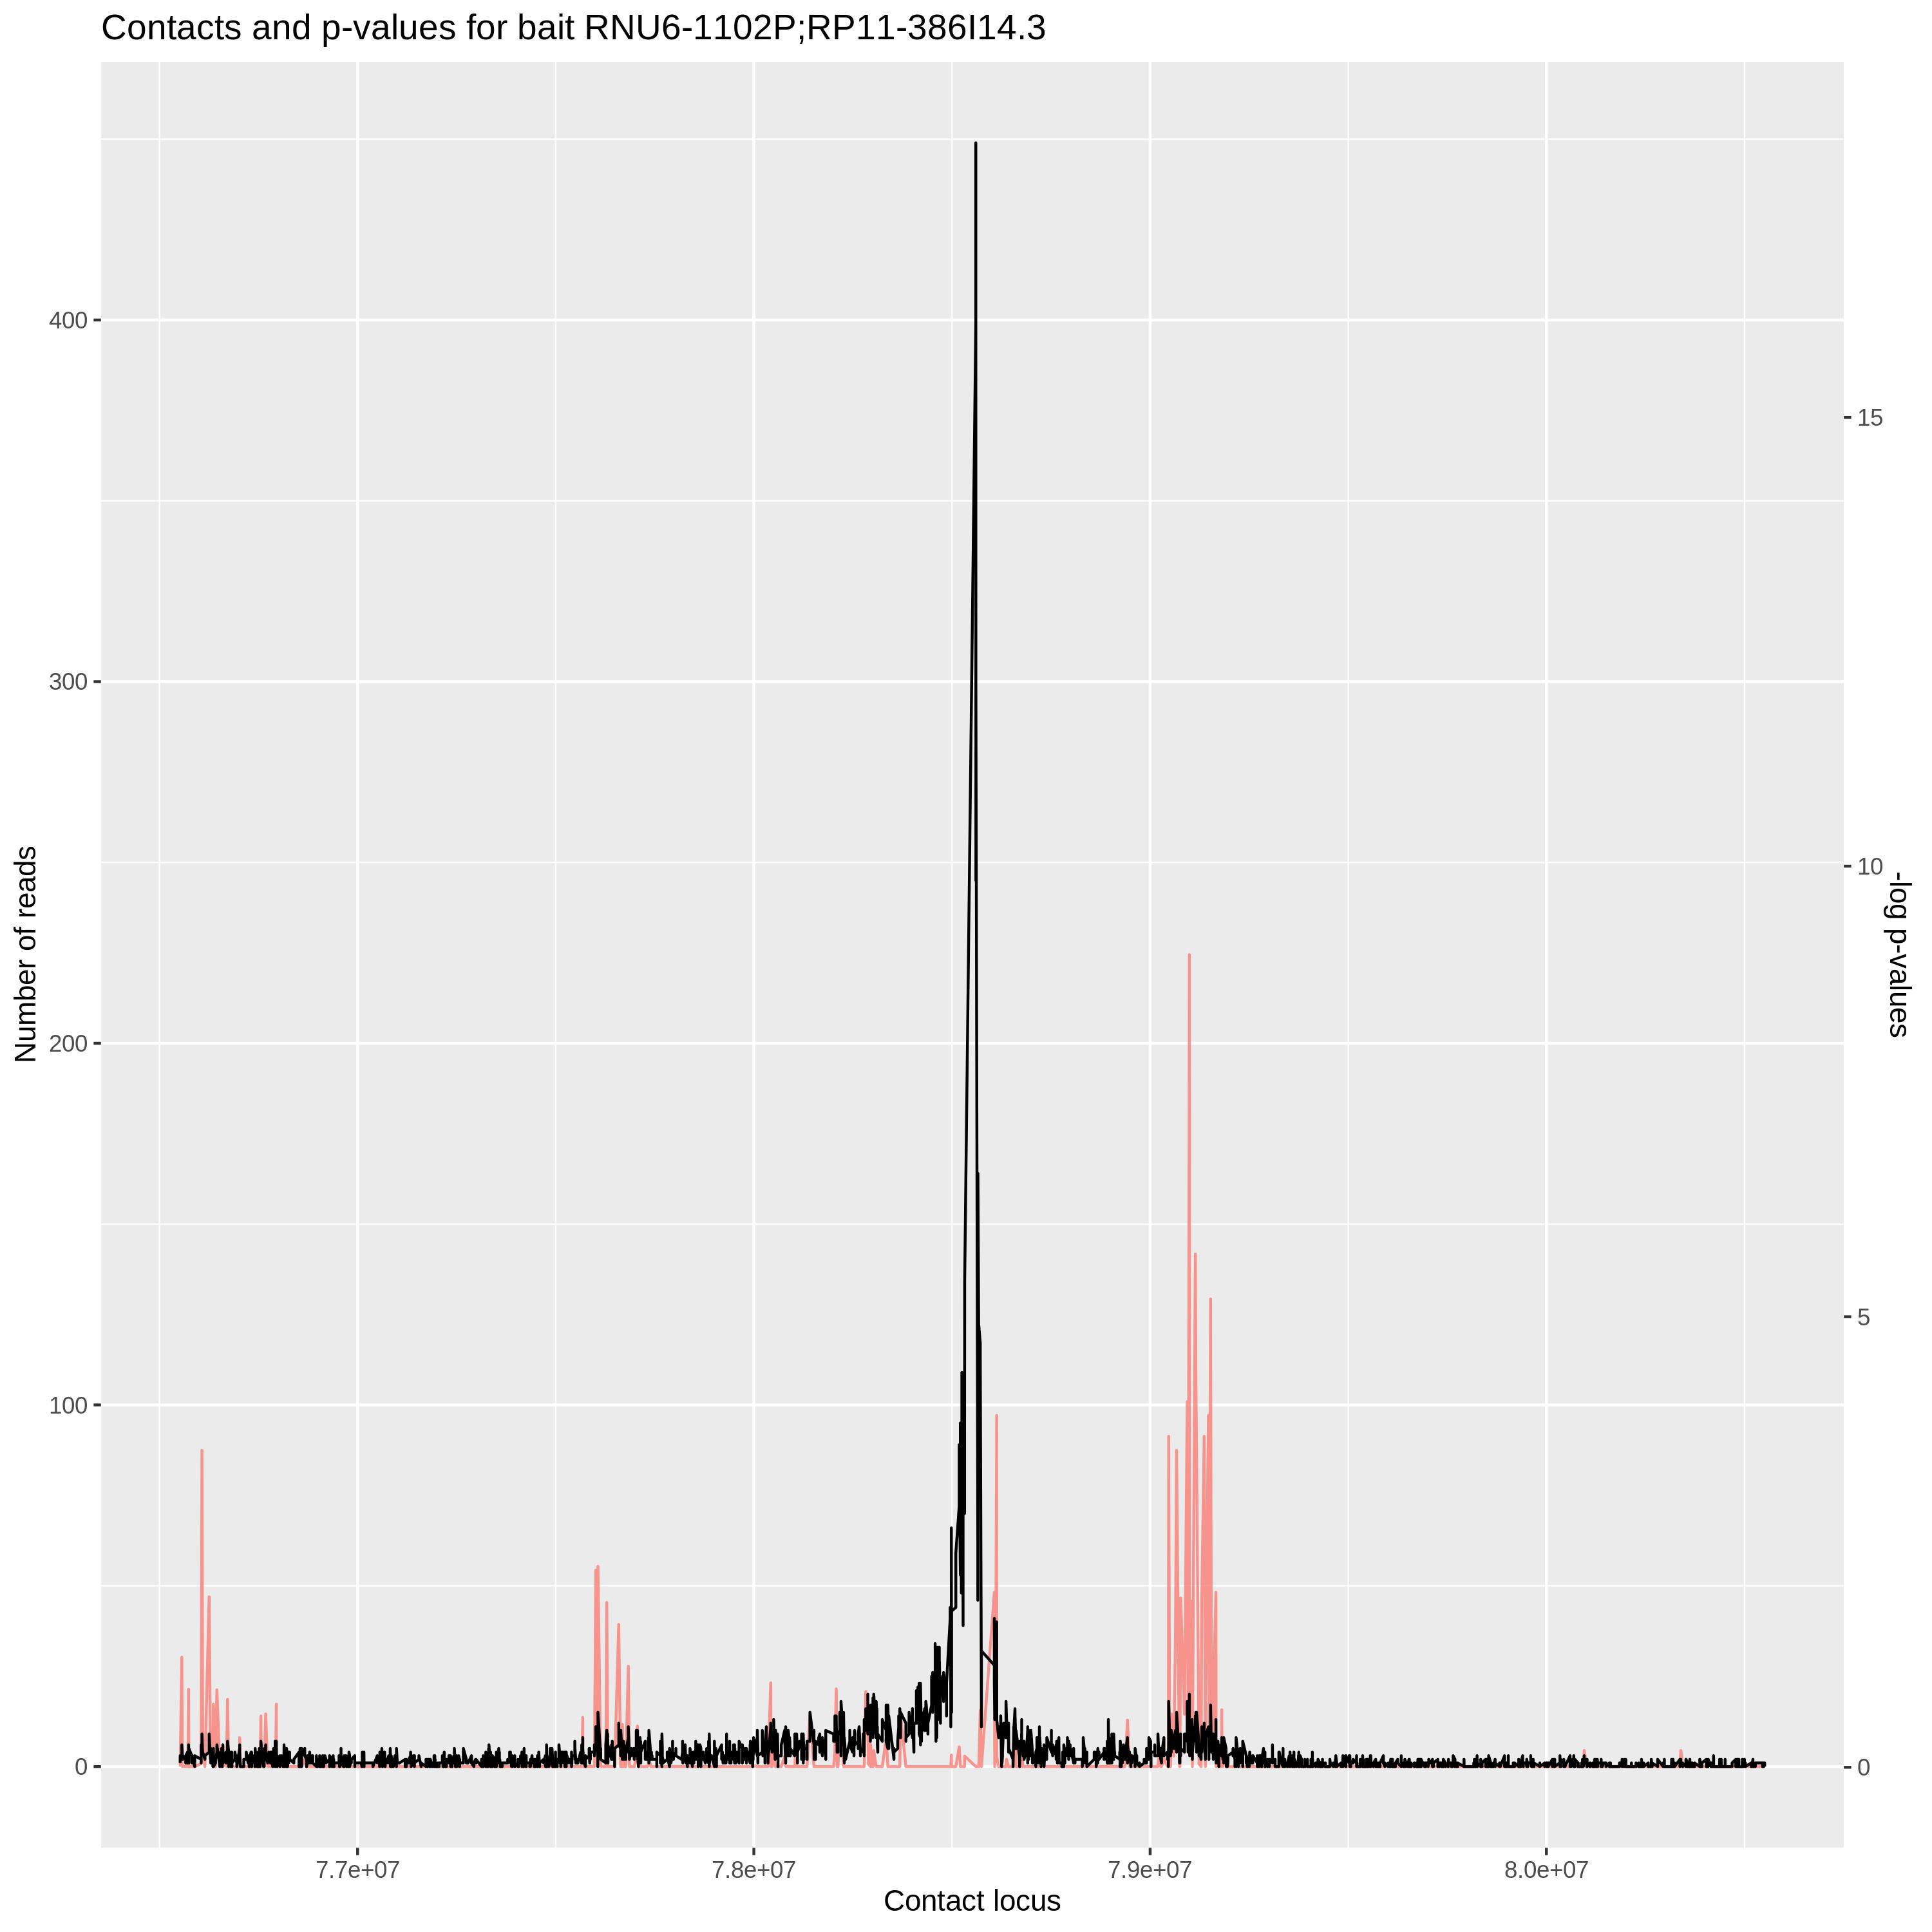 Contacts and p-values for bait RNU6-1102P;RP11-386I14.3
Number of reads
400
300
200
100
0
15
10
5
0
-log p-values
7.7e+07 7.8e+07 7.9e+07 8.0e+07
Contact locus